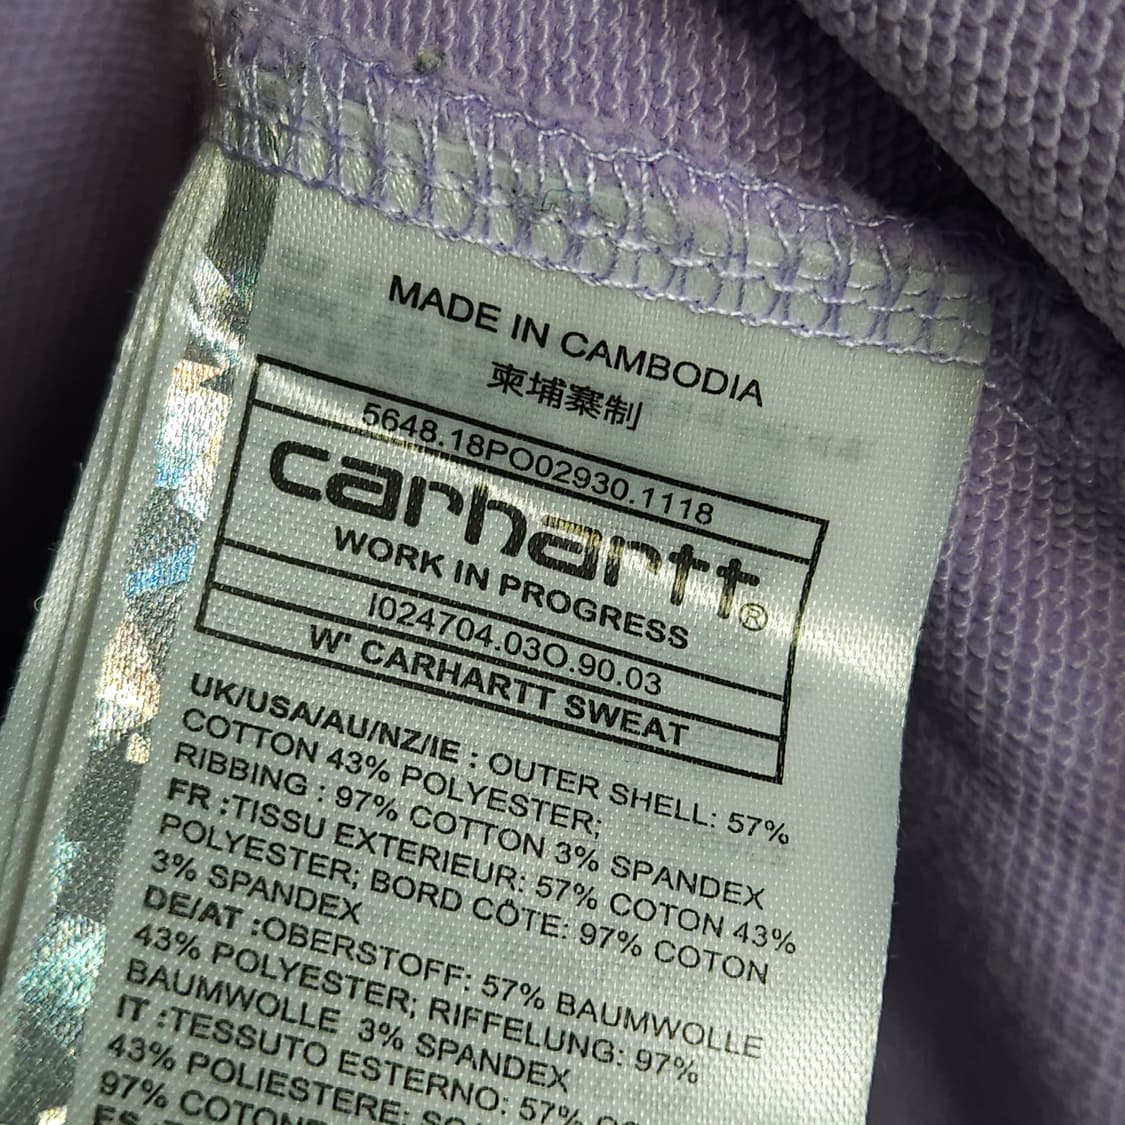 MADE IN CAMBODIA
柬埔寨制
5648.18PO02930.1118
carhartt®
WORK IN PROGRESS
I024704.03O.90.03
W' CARHARTT SWEAT
UK/USA/AU/NZ/IE : OUTER SHELL: 57%
COTTON 43% POLYESTER;
RIBBING : 97% COTTON 3% SPANDEX
FR :TISSU EXTERIEUR: 57% COTON 43%
POLYESTER; BORD CÔTE: 97% COTON
3% SPANDEX
DE/AT :OBERSTOFF: 57% BAUMWOLLE
43% POLYESTER; RIFFELUNG: 97%
BAUMWOLLE 3% SPANDEX
IT :TESSUTO ESTERNO: 57%
43% POLIESTERE;
97%